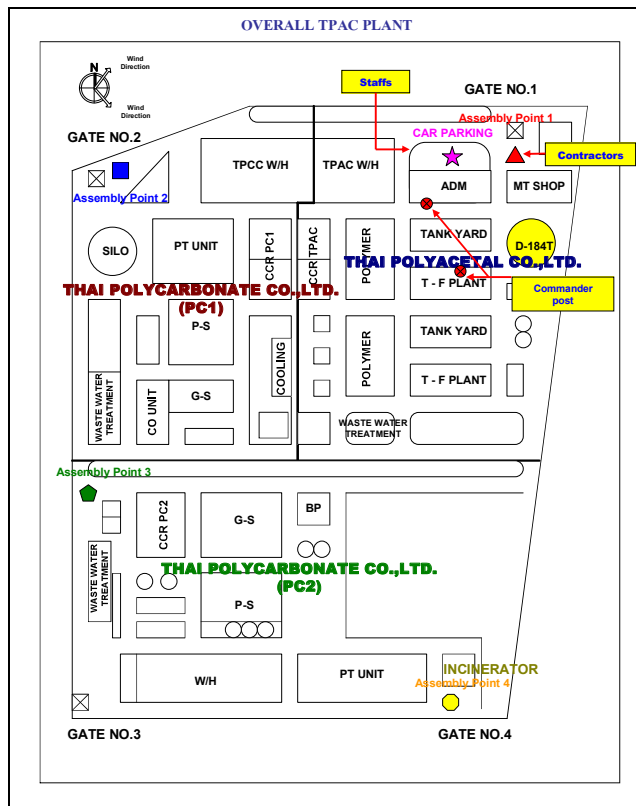 OVERALL TPAC PLANT
Wind
Direction
N
Wind
Direction
GATE NO.1
Staffs
Assembly Point 1
CAR PARKING
GATE NO.2
Contractors
TPCC W/H
TPAC W/H
ADM
MT SHOP
Assembly Point 2
SILO
PT UNIT
CCR PC1
CCR TPAC
POLYMER
TANK YARD
D-184T
THAI POLYACETAL CO.,LTD.
THAI POLYCARBONATE CO.,LTD.
(PC1)
T - F PLANT
Commander
post
P-S
TANK YARD
COOLING
POLYMER
WASTE WATER
TREATMENT
CO UNIT
G-S
T - F PLANT
WASTE WATER
TREATMENT
Assembly Point 3
CCR PC2
G-S
BP
WASTE WATER
TREATMENT
THAI POLYCARBONATE CO.,LTD.
(PC2)
P-S
W/H
PT UNIT
INCINERATOR
Assembly Point 4
GATE NO.3
GATE NO.4